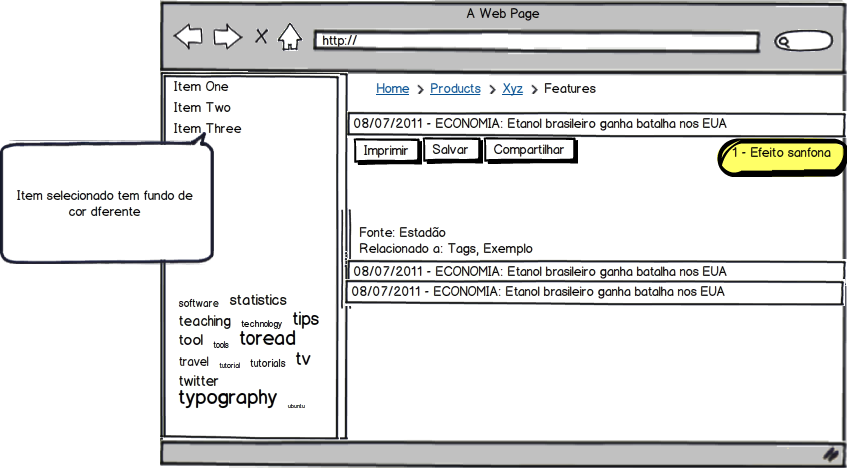 A Web Page
http://
Item One
Item Two
Item Three
Item selecionado tem fundo de
cor dferente
software statistics
teaching technology tips
tool tools toread
travel tutorial tutorials tv
twitter
typography ubuntu
Home > Products > Xyz > Features
08/07/2011 - ECONOMIA: Etanol brasileiro ganha batalha nos EUA
Imprimir Salvar Compartilhar
1 - Efeito sanfona
Fonte: Estadão
Relacionado a: Tags, Exemplo
08/07/2011 - ECONOMIA: Etanol brasileiro ganha batalha nos EUA
08/07/2011 - ECONOMIA: Etanol brasileiro ganha batalha nos EUA